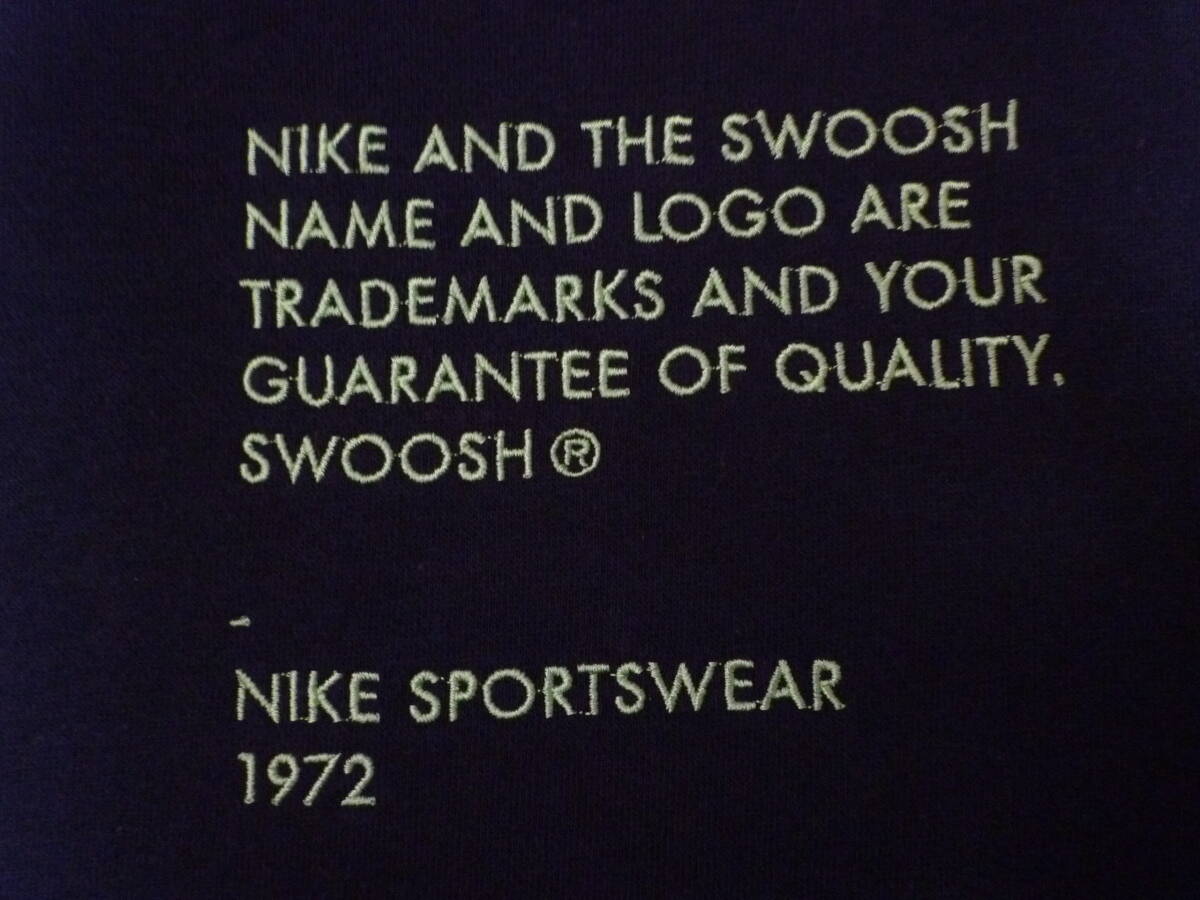 NIKE AND THE SWOOSH
NAME AND LOGO ARE
TRADEMARKS AND YOUR
GUARANTEE OF QUALITY.
SWOOSH ®
-
NIKE SPORTSWEAR
1972